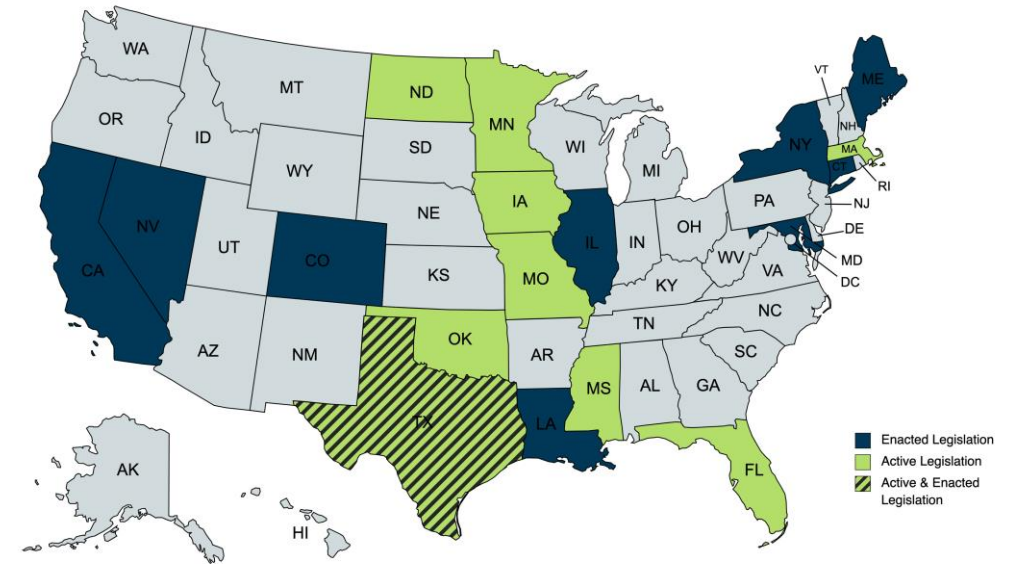 WA
OR
ID
MT
ND
MN
SD
WY
NE
NV
CA
UT
CO
KS
AZ
NM
OK
TX
IA
MO
AR
LA
WI
MI
IL
IN
OH
KY
TN
MS
AL
GA
FL
SC
NC
VA
WV
PA
NY
VT
NH
ME
MA
CT
RI
NJ
DE
MD
DC
AK
HI
Enacted Legislation
Active Legislation
Active & Enacted
Legislation